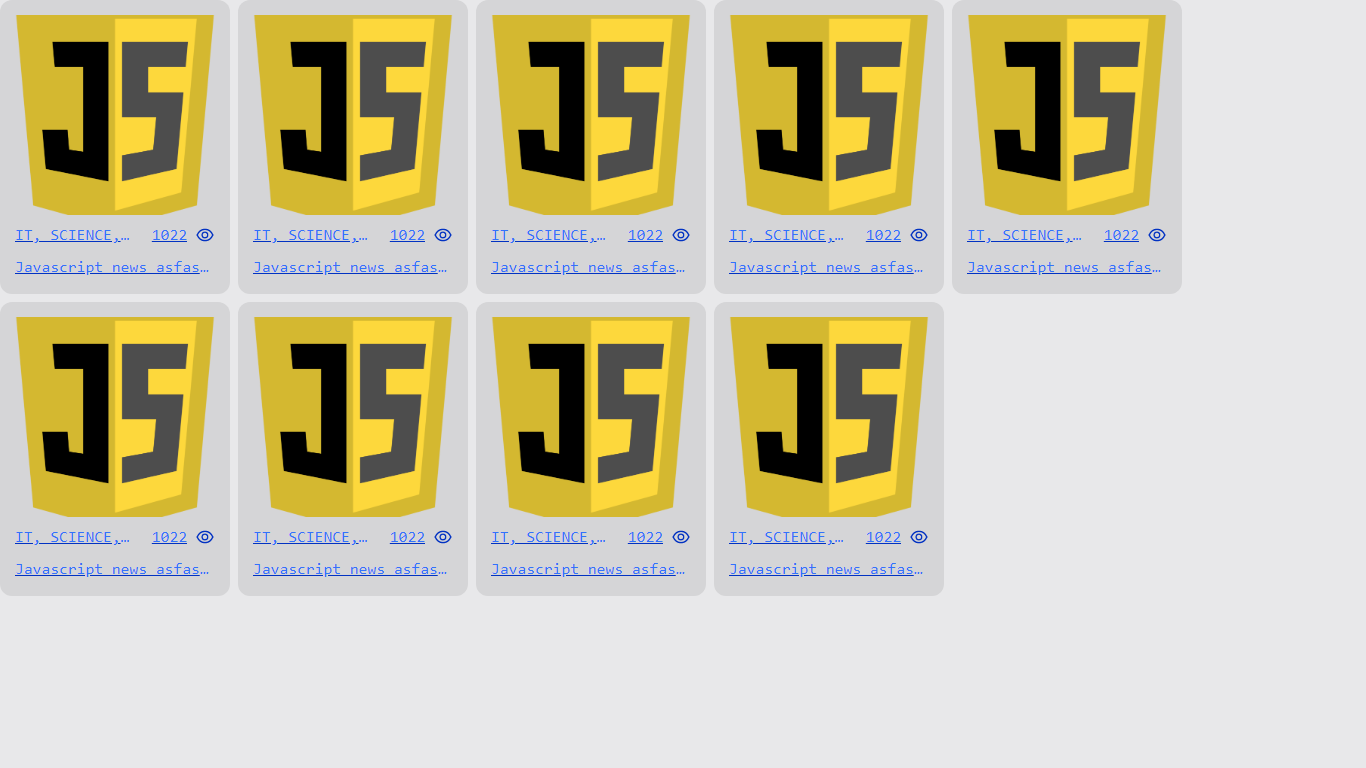 JS JS JS JS JS
IT, SCIENCE,… 1022 IT, SCIENCE,… 1022 IT, SCIENCE,… 1022 IT, SCIENCE,… 1022 IT, SCIENCE,… 1022
Javascript news asfas… Javascript news asfas… Javascript news asfas… Javascript news asfas… Javascript news asfas…
JS JS JS JS
IT, SCIENCE,… 1022 IT, SCIENCE,… 1022 IT, SCIENCE,… 1022 IT, SCIENCE,… 1022
Javascript news asfas… Javascript news asfas… Javascript news asfas… Javascript news asfas…